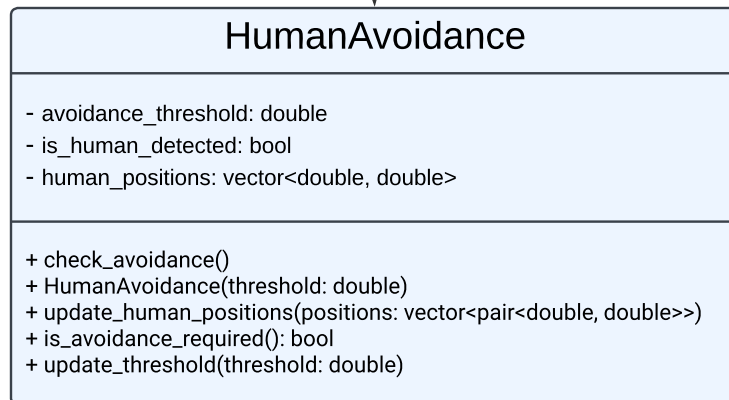 HumanAvoidance
- avoidance_threshold: double
- is_human_detected: bool
- human_positions: vector<double, double>
+ check_avoidance()
+ HumanAvoidance(threshold: double)
+ update_human_positions(positions: vector<pair<double, double>>)
+ is_avoidance_required(): bool
+ update_threshold(threshold: double)